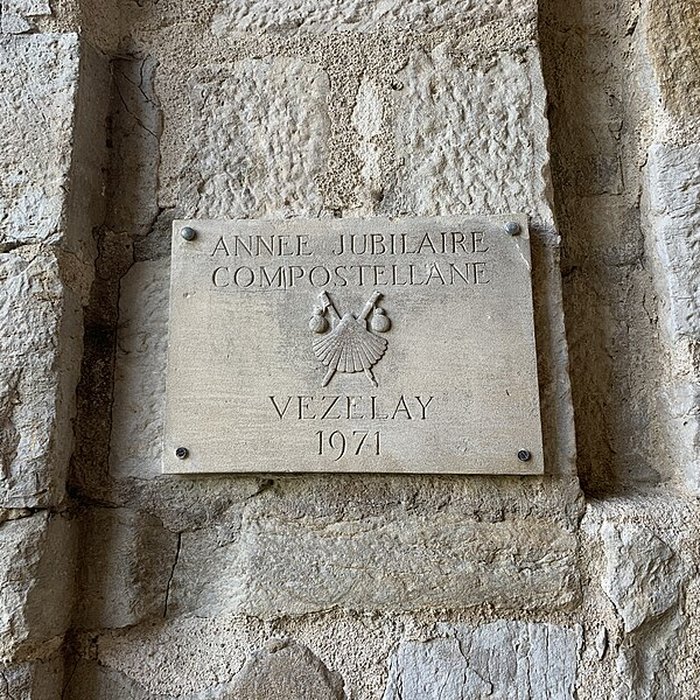 ANNEE JUBILAIRE
COMPOSTELLANE
VEZELAY
1971